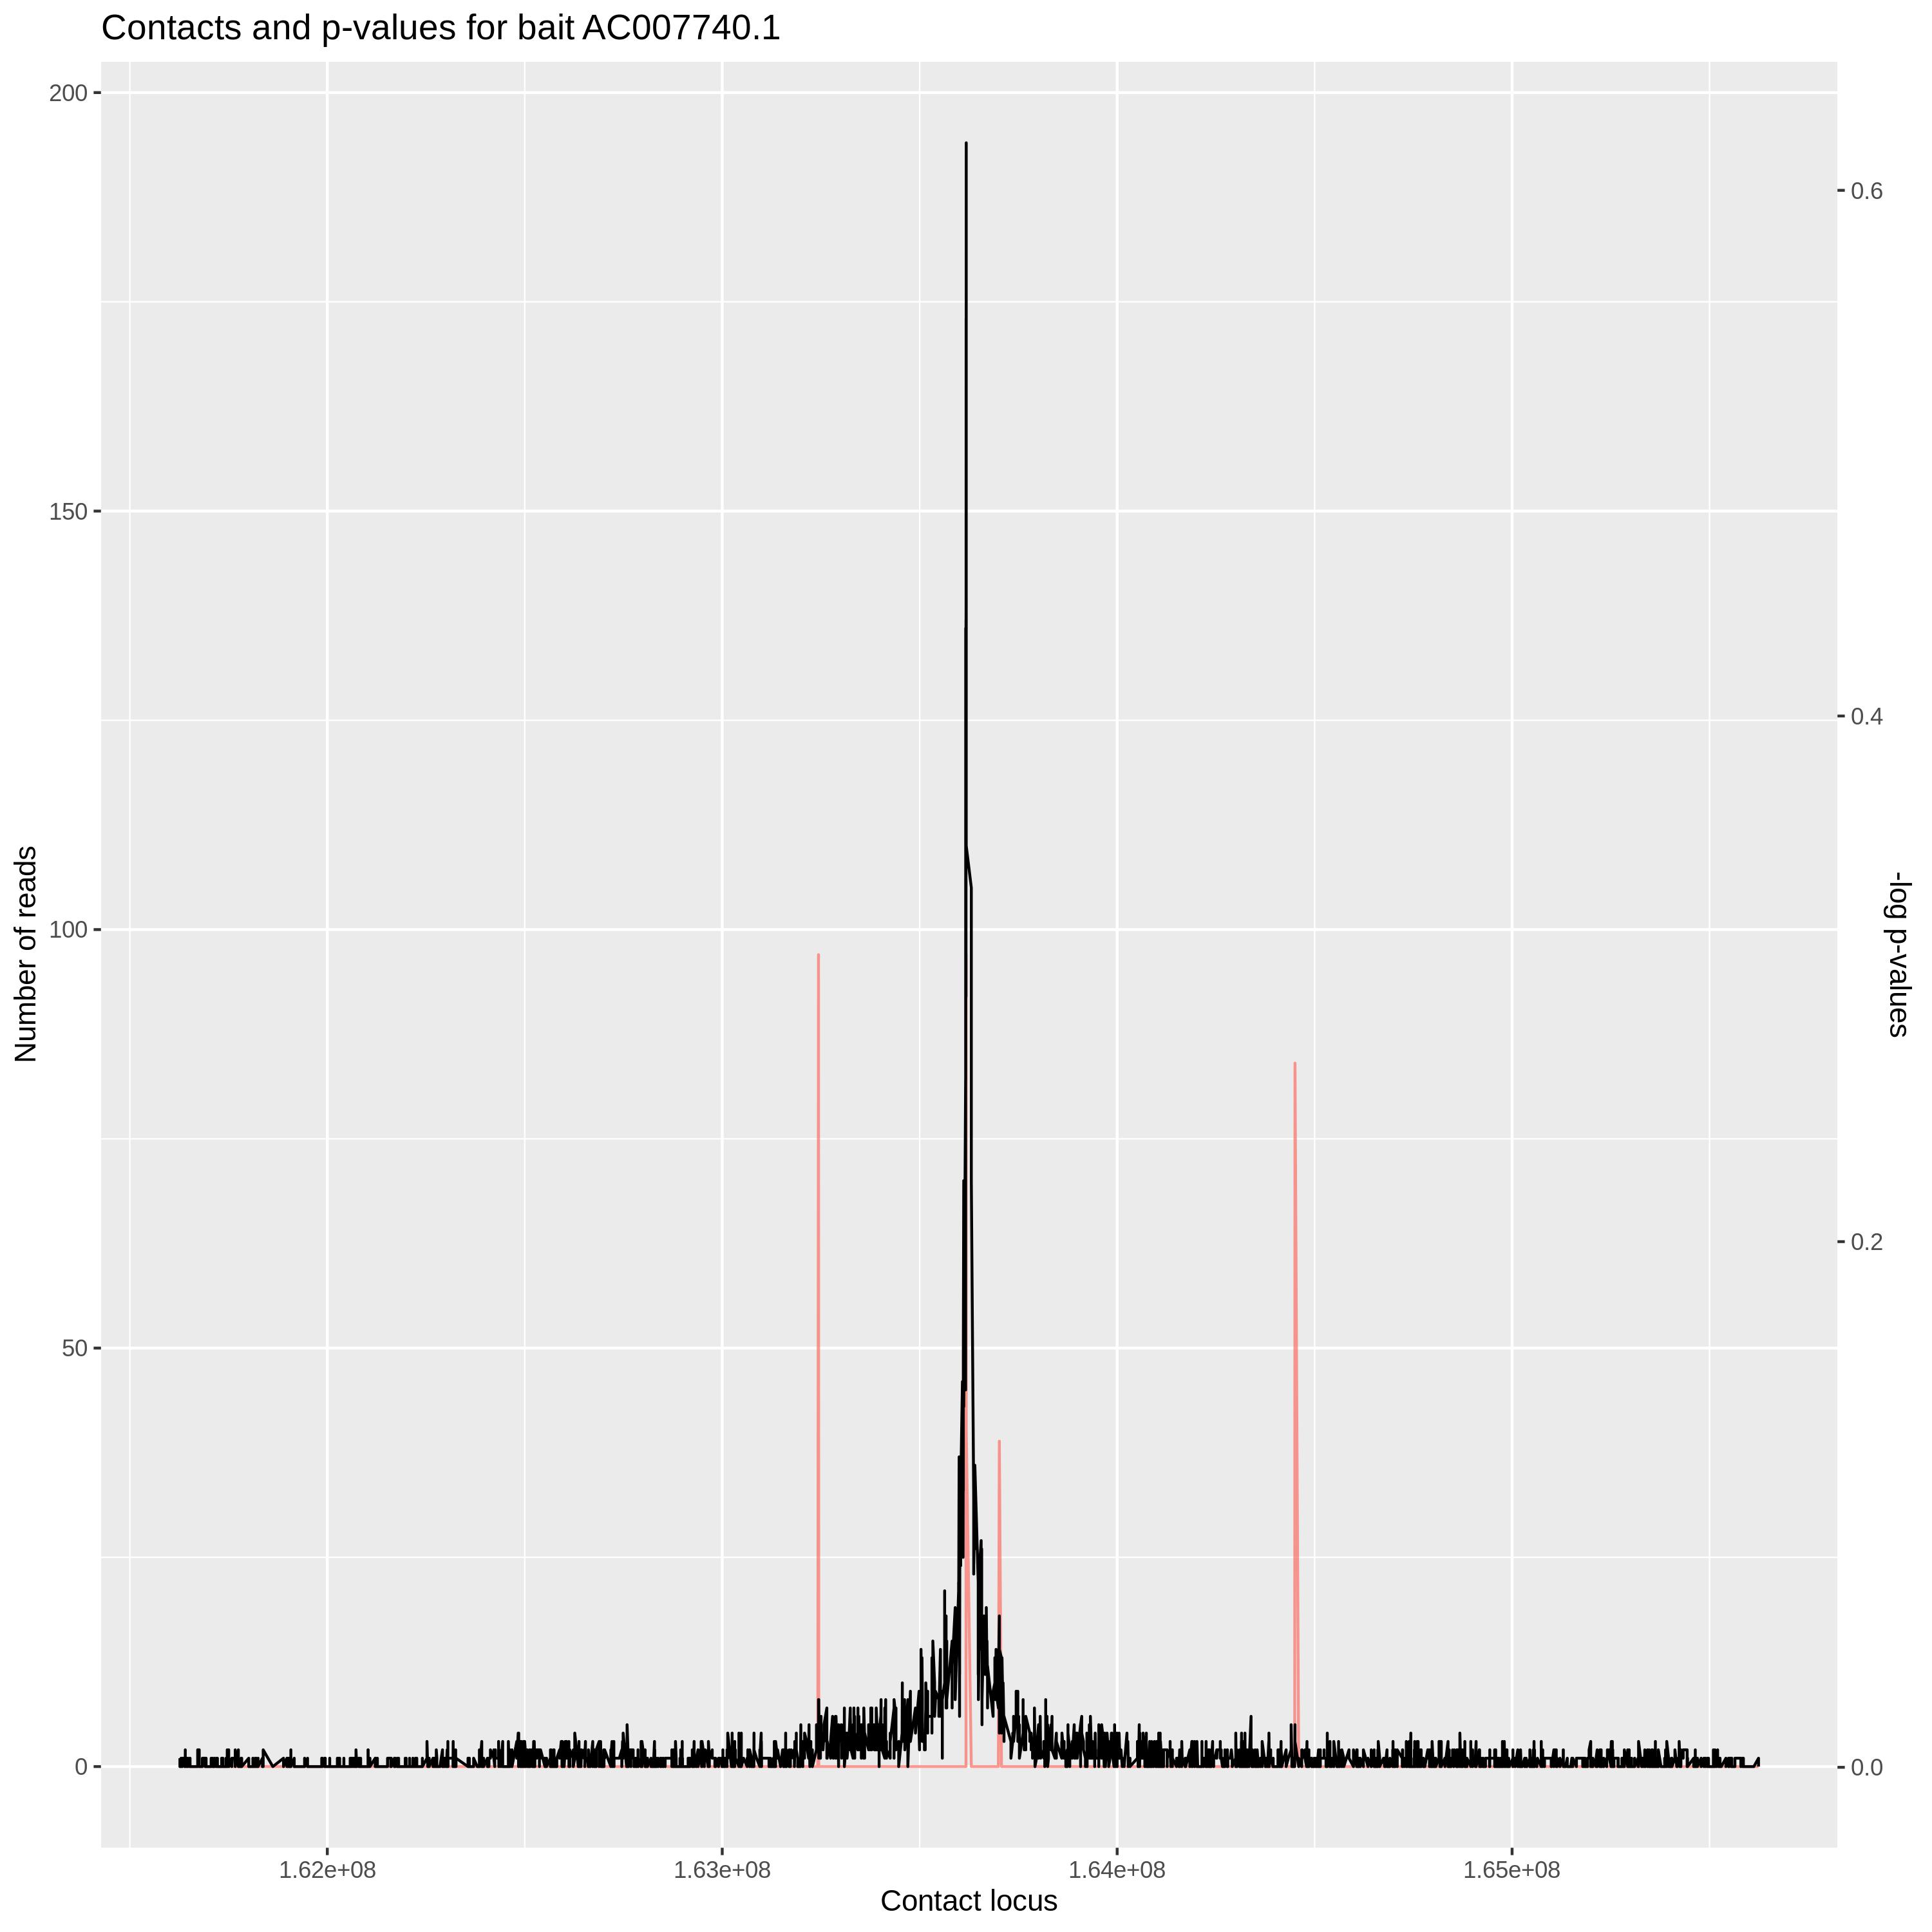 Contacts and p-values for bait AC007740.1
200
150
100
50
0
Number of reads
0.6
0.4
0.2
0.0
-log p-values
1.62e+08
1.63e+08
1.64e+08
1.65e+08
Contact locus